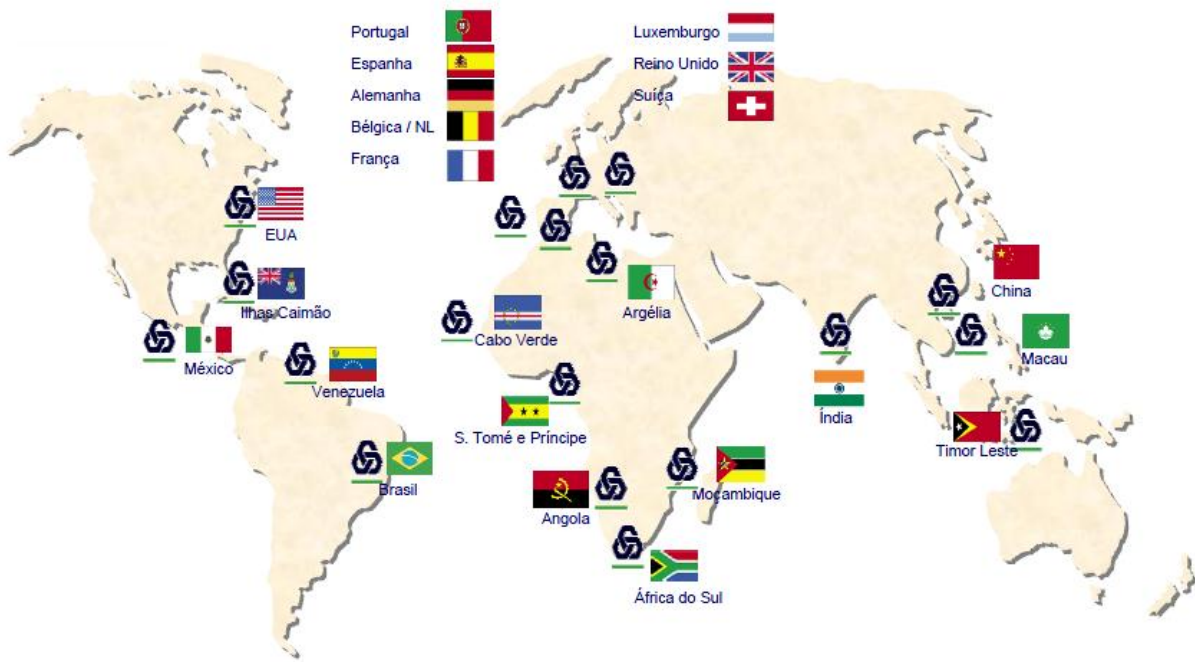 Portugal
Espanha
Alemanha
Bélgica / NL
França
Luxemburgo
Reino Unido
Suíça
EUA
Ilhas Caimão
México
Venezuela
Brasil
Cabo Verde
Argélia
S. Tomé e Príncipe
Angola
Moçambique
África do Sul
Índia
China
Macau
Timor Leste